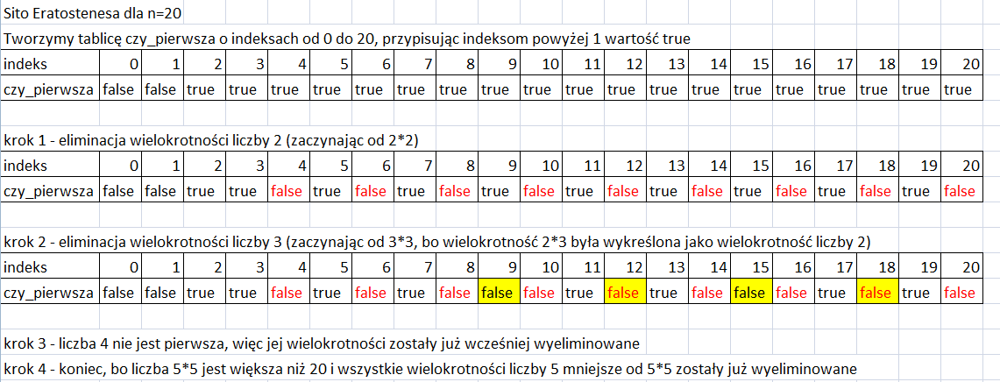 Sito Eratostenesa dla n=20
Tworzymy tablicę czy_pierwsza o indeksach od 0 do 20, przypisując indeksom powyżej 1 wartość true
indeks 0 1 2 3 4 5 6 7 8 9 10 11 12 13 14 15 16 17 18 19 20
czy_pierwsza false false true true true true true true true true true true true true true true true true true true true
krok 1 - eliminacja wielokrotności liczby 2 (zaczynając od 2*2)
indeks 0 1 2 3 4 5 6 7 8 9 10 11 12 13 14 15 16 17 18 19 20
czy_pierwsza false false true true false true false true false true false true false true false true false true false true false
krok 2 - eliminacja wielokrotności liczby 3 (zaczynając od 3*3, bo wielokrotność 2*3 była wykreślona jako wielokrotność liczby 2)
indeks 0 1 2 3 4 5 6 7 8 9 10 11 12 13 14 15 16 17 18 19 20
czy_pierwsza false false true true false true false true false false false true false true false false false true false true false
krok 3 - liczba 4 nie jest pierwsza, więc jej wielokrotności zostały już wcześniej wyeliminowane
krok 4 - koniec, bo liczba 5*5 jest większa niż 20 i wszystkie wielokrotności liczby 5 mniejsze od 5*5 zostały już wyeliminowane